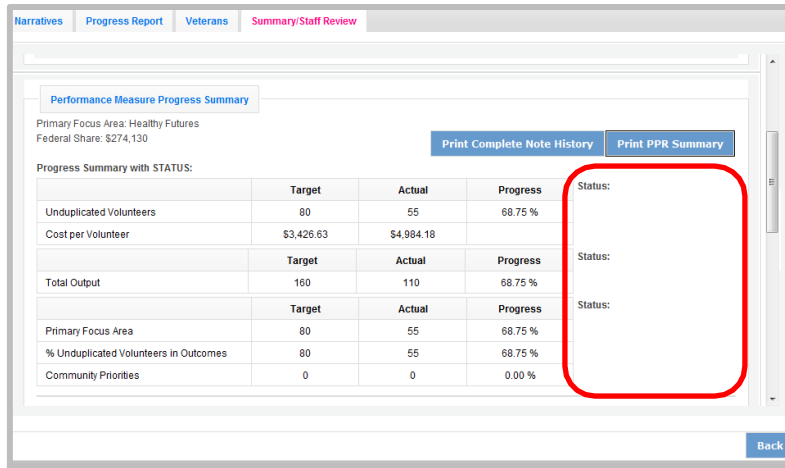 Narratives Progress Report Veterans Summary/Staff Review
Performance Measure Progress Summary
Primary Focus Area: Healthy Futures
Federal Share: $274,130
Print Complete Note History Print PPR Summary
Progress Summary with STATUS:
Target Actual Progress Status:
Unduplicated Volunteers 80 55 68.75 %
Cost per Volunteer $3,426.63 $4,984.18
Target Actual Progress Status:
Total Output 160 110 68.75 %
Target Actual Progress Status:
Primary Focus Area 80 55 68.75 %
% Unduplicated Volunteers in Outcomes 80 55 68.75 %
Community Priorities 0 0 0.00 %
Back